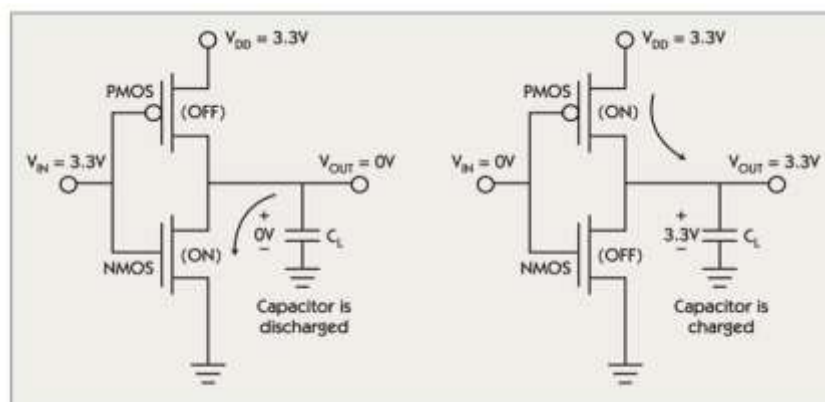 V_DD = 3.3V
PMOS
(OFF)
V_IN = 3.3V
V_OUT = 0V
+
0V
–
C_L
(ON)
NMOS
Capacitor is
discharged
V_DD = 3.3V
PMOS
(ON)
V_IN = 0V
V_OUT = 3.3V
+
3.3V
–
C_L
(OFF)
NMOS
Capacitor is
charged